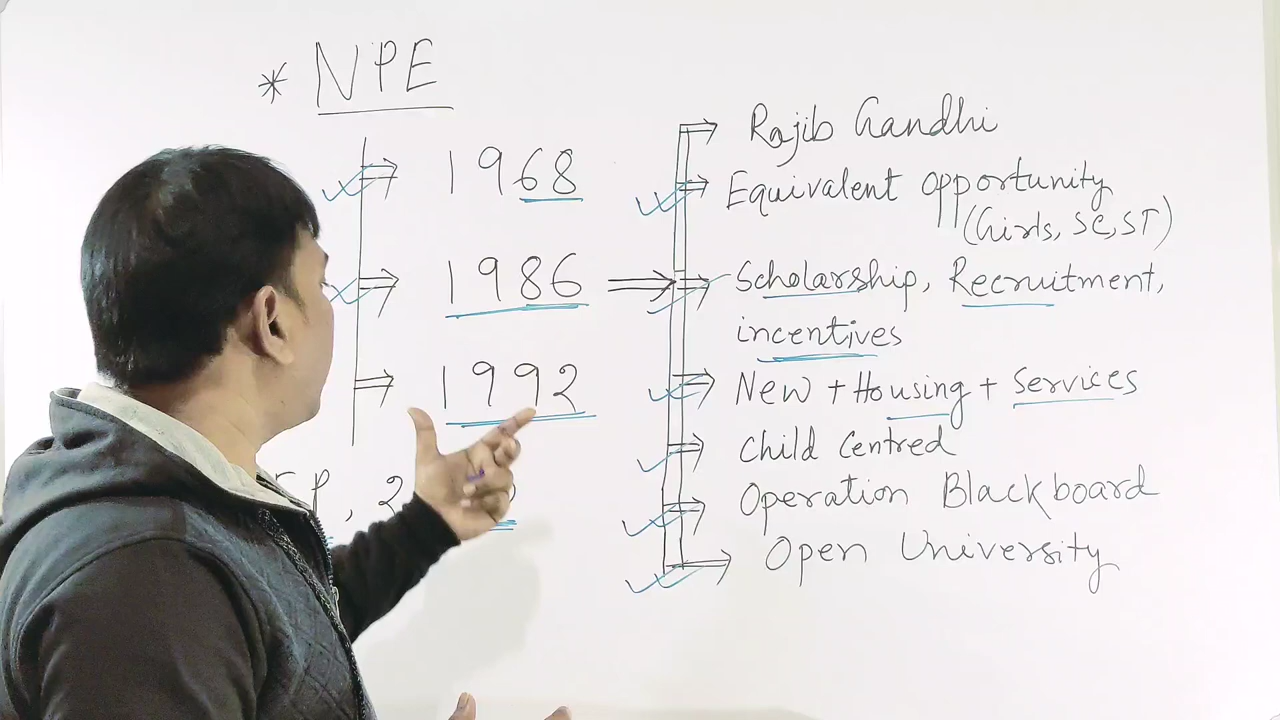 * NPE
1968
1986
1992
P, 2
Rajib Gandhi
Equivalent opportunity
(Girls, SC, ST)
Scholarship, Recruitment,
incentives
New + Housing + Services
Child Centred
Operation Blackboard
Open University